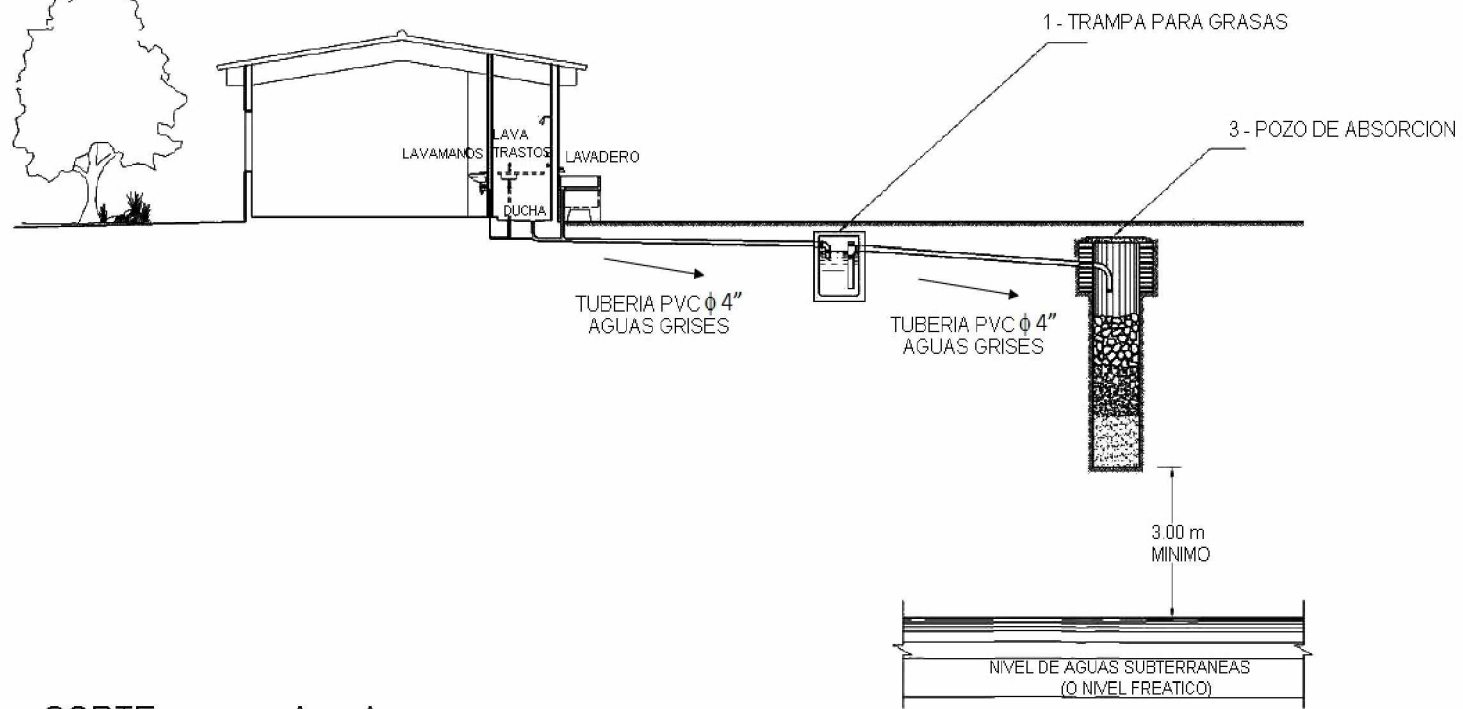 1 - TRAMPA PARA GRASAS
3 - POZO DE ABSORCION
LAVAMANOS
LAVA
TRASTOS
LAVADERO
DUCHA
TUBERIA PVC ϕ 4"
AGUAS GRISES
TUBERIA PVC ϕ 4"
AGUAS GRISES
3.00 m
MINIMO
NIVEL DE AGUAS SUBTERRANEAS
(O NIVEL FREATICO)